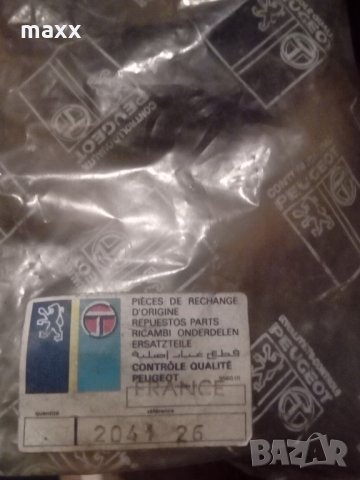 maxx
CONTROLE QUALITE
PEUGEOT
PEUGEOT
PEUGEOT
PEUGEOT
PIÈCES DE RECHANGE
D'ORIGINE
REPUESTOS PARTS
RICAMBI ONDERDELEN
ERSATZTEILE
قطع غيار أصلية
CONTRÔLE QUALITÉ
PEUGEOT
FRANCE
QUANTITÉ
RÉFÉRENCE
2041 26
BAZAR